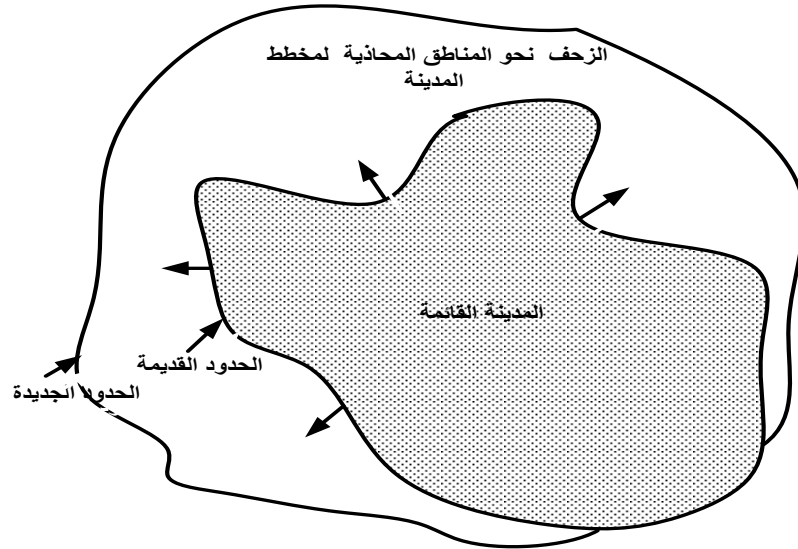 الزحف نحو المناطق المحاذية لمخطط
المدينة
المدينة القائمة
الحدود القديمة
الحدود الجديدة